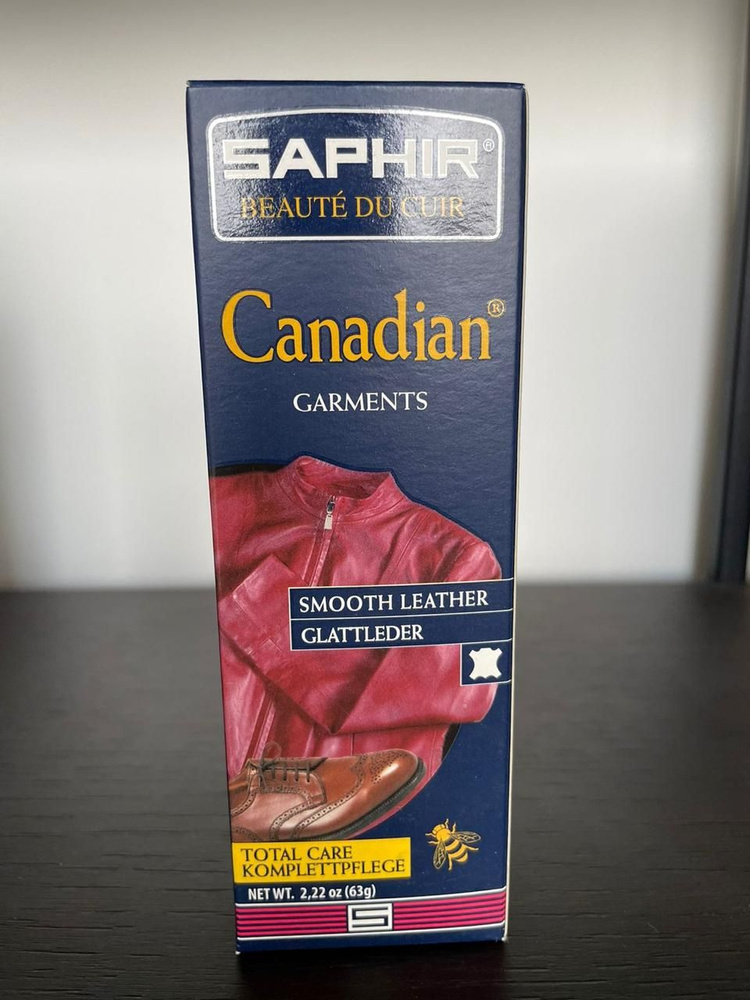 SAPHIR®
BEAUTÉ DU CUIR
Canadian®
GARMENTS
SMOOTH LEATHER
GLATTLEDER
TOTAL CARE
KOMPLETTPFLEGE
NET WT. 2,22 oz (63g)
S